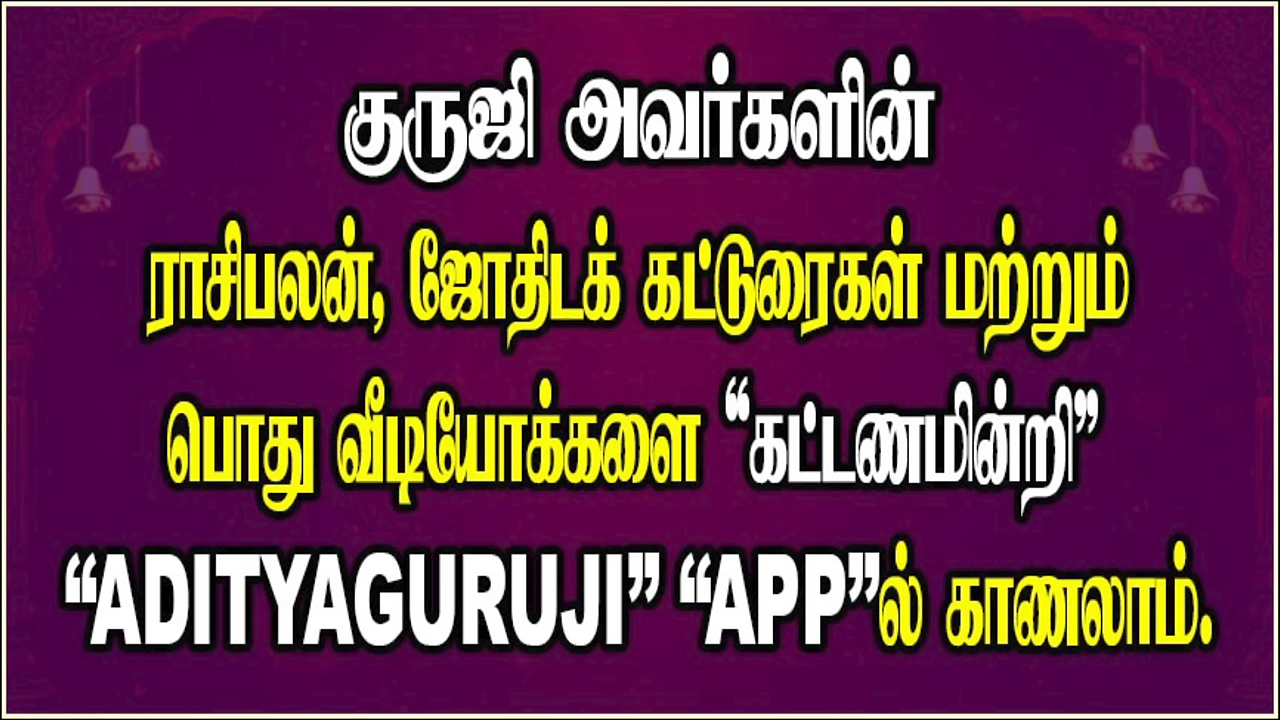 குருஜி அவர்களின்
ராசிபலன், ஜோதிடக் கட்டுரைகள் மற்றும்
பொது வீடியோக்களை “கட்டணமின்றி”
“ADITYAGURUJI” “APP”ல் காணலாம்.